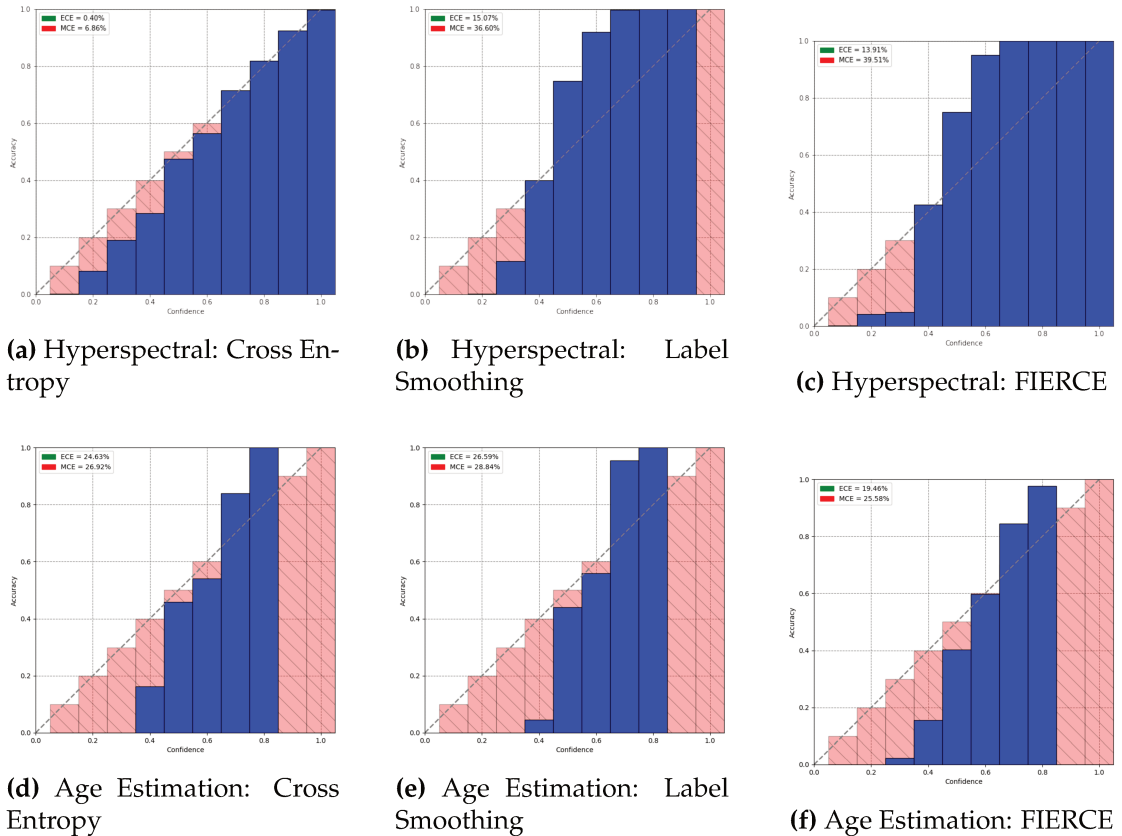 ECE = 0.40%
MCE = 6.86%
1.0
0.8
0.6
0.4
0.2
0.0
Accuracy
0.0 0.2 0.4 0.6 0.8 1.0
Confidence
(a) Hyperspectral: Cross En-
tropy
ECE = 15.07%
MCE = 36.60%
1.0
0.8
0.6
0.4
0.2
0.0
Accuracy
0.0 0.2 0.4 0.6 0.8 1.0
Confidence
(b) Hyperspectral: Label
Smoothing
ECE = 13.91%
MCE = 39.51%
1.0
0.8
0.6
0.4
0.2
0.0
Accuracy
0.0 0.2 0.4 0.6 0.8 1.0
Confidence
(c) Hyperspectral: FIERCE
ECE = 24.63%
MCE = 26.92%
1.0
0.8
0.6
0.4
0.2
0.0
Accuracy
0.0 0.2 0.4 0.6 0.8 1.0
Confidence
(d) Age Estimation: Cross
Entropy
ECE = 26.59%
MCE = 28.84%
1.0
0.8
0.6
0.4
0.2
0.0
Accuracy
0.0 0.2 0.4 0.6 0.8 1.0
Confidence
(e) Age Estimation: Label
Smoothing
ECE = 19.46%
MCE = 25.58%
1.0
0.8
0.6
0.4
0.2
0.0
Accuracy
0.0 0.2 0.4 0.6 0.8 1.0
Confidence
(f) Age Estimation: FIERCE